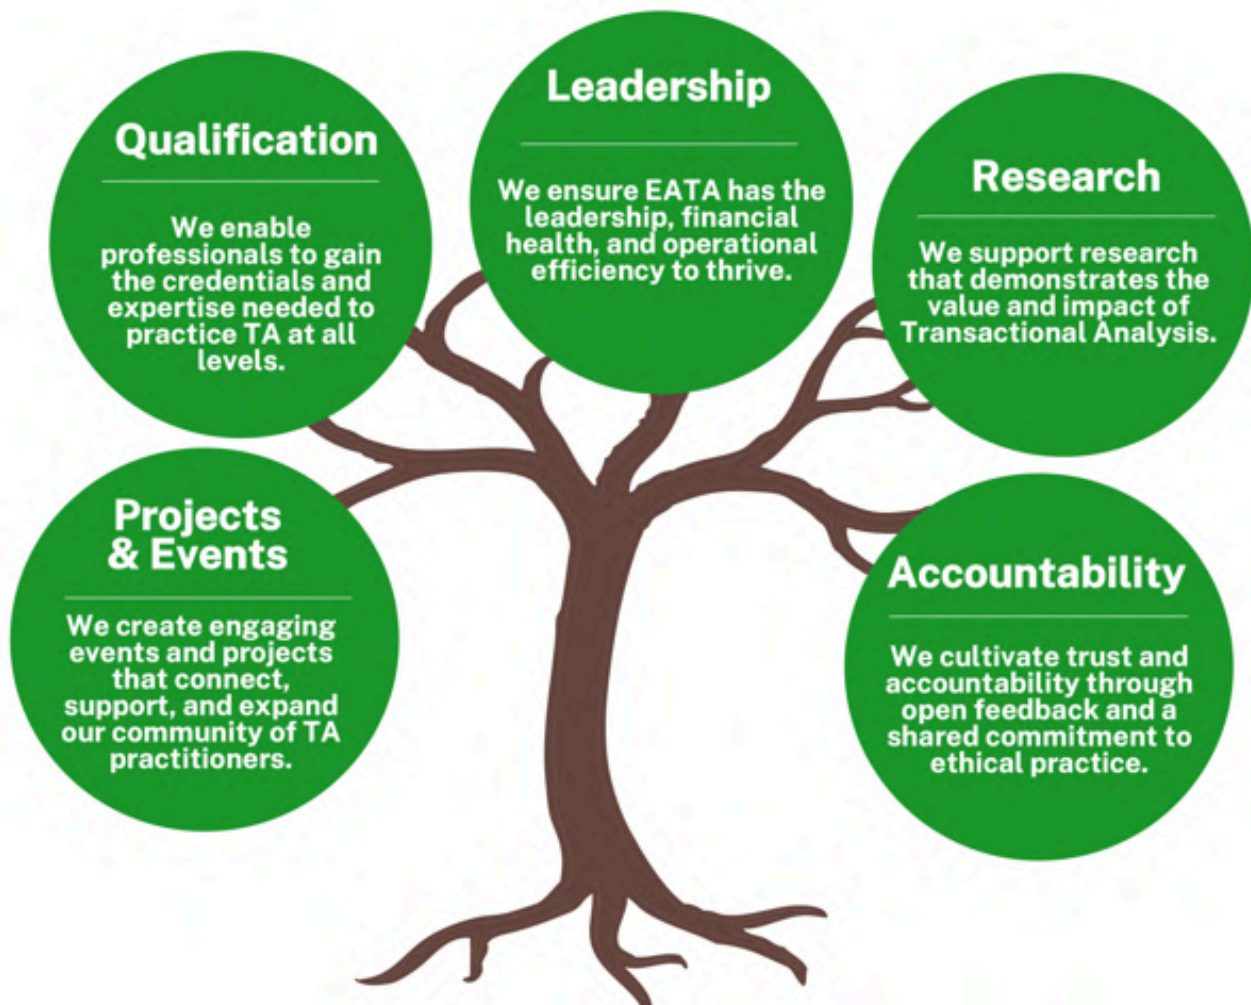 Leadership
We ensure EATA has the
leadership, financial
health, and operational
efficiency to thrive.
Qualification
We enable
professionals to gain
the credentials and
expertise needed to
practice TA at all
levels.
Research
We support research
that demonstrates the
value and impact of
Transactional Analysis.
Projects
& Events
We create engaging
events and projects
that connect,
support, and expand
our community of TA
practitioners.
Accountability
We cultivate trust and
accountability through
open feedback and a
shared commitment to
ethical practice.